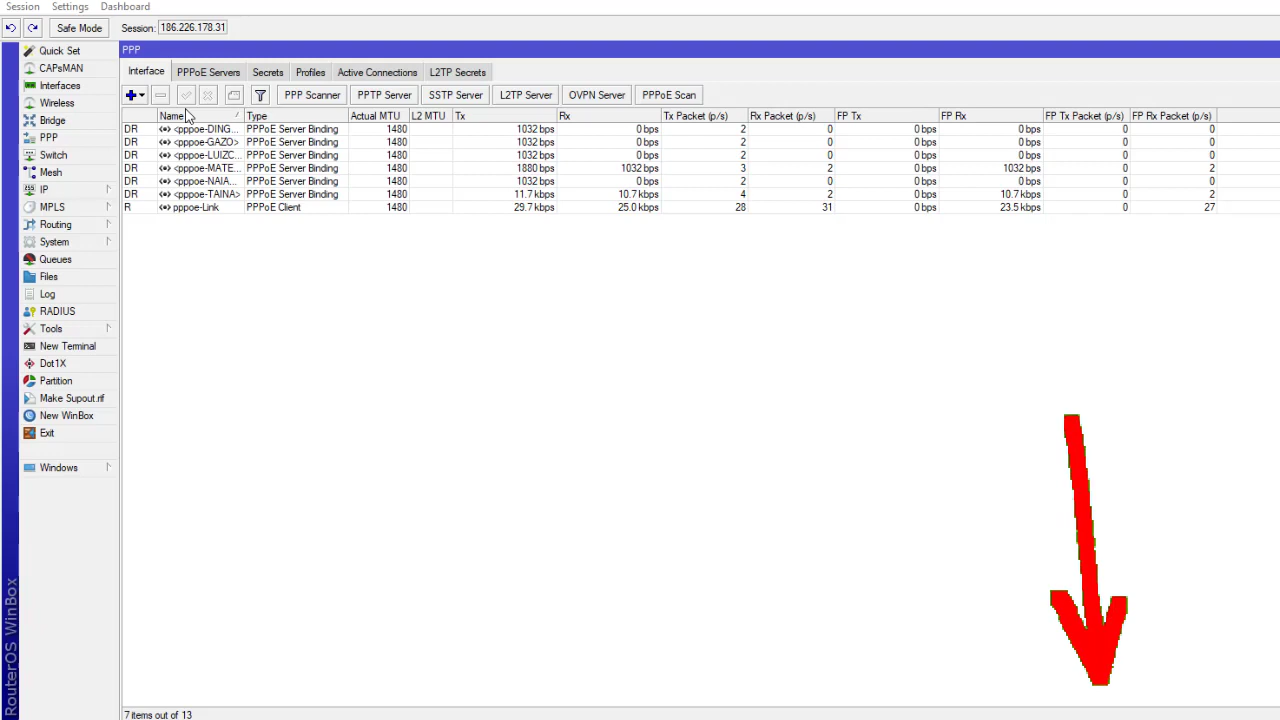 Session Settings Dashboard
Safe Mode Session: 186.226.178.31
Quick Set
CAPsMAN
Interfaces
Wireless
Bridge
PPP
Switch
Mesh
IP
MPLS
Routing
System
Queues
Files
Log
RADIUS
Tools
New Terminal
Dot1X
Partition
Make Supout.rif
New WinBox
Exit
Windows
RouterOS WinBox
PPP
Interface PPPoE Servers Secrets Profiles Active Connections L2TP Secrets
PPP Scanner PPTP Server SSTP Server L2TP Server OVPN Server PPPoE Scan
Name Type Actual MTU L2 MTU Tx Rx Tx Packet (p/s) Rx Packet (p/s) FP Tx FP Rx FP Tx Packet (p/s) FP Rx Packet (p/s)
DR <pppoe-DING... PPPoE Server Binding 1480 1032 bps 0 bps 2 0 0 bps 0 bps 0 0
DR <pppoe-GAZO> PPPoE Server Binding 1480 1032 bps 0 bps 2 0 0 bps 0 bps 0 0
DR <pppoe-LUIZC... PPPoE Server Binding 1480 1032 bps 0 bps 2 0 0 bps 0 bps 0 0
DR <pppoe-MATE... PPPoE Server Binding 1480 1880 bps 1032 bps 3 2 0 bps 1032 bps 0 2
DR <pppoe-NAIA... PPPoE Server Binding 1480 1032 bps 0 bps 2 0 0 bps 0 bps 0 0
DR <pppoe-TAINA> PPPoE Server Binding 1480 11.7 kbps 10.7 kbps 4 2 0 bps 10.7 kbps 0 2
R pppoe-Link PPPoE Client 1480 29.7 kbps 25.0 kbps 28 31 0 bps 23.5 kbps 0 27
7 items out of 13